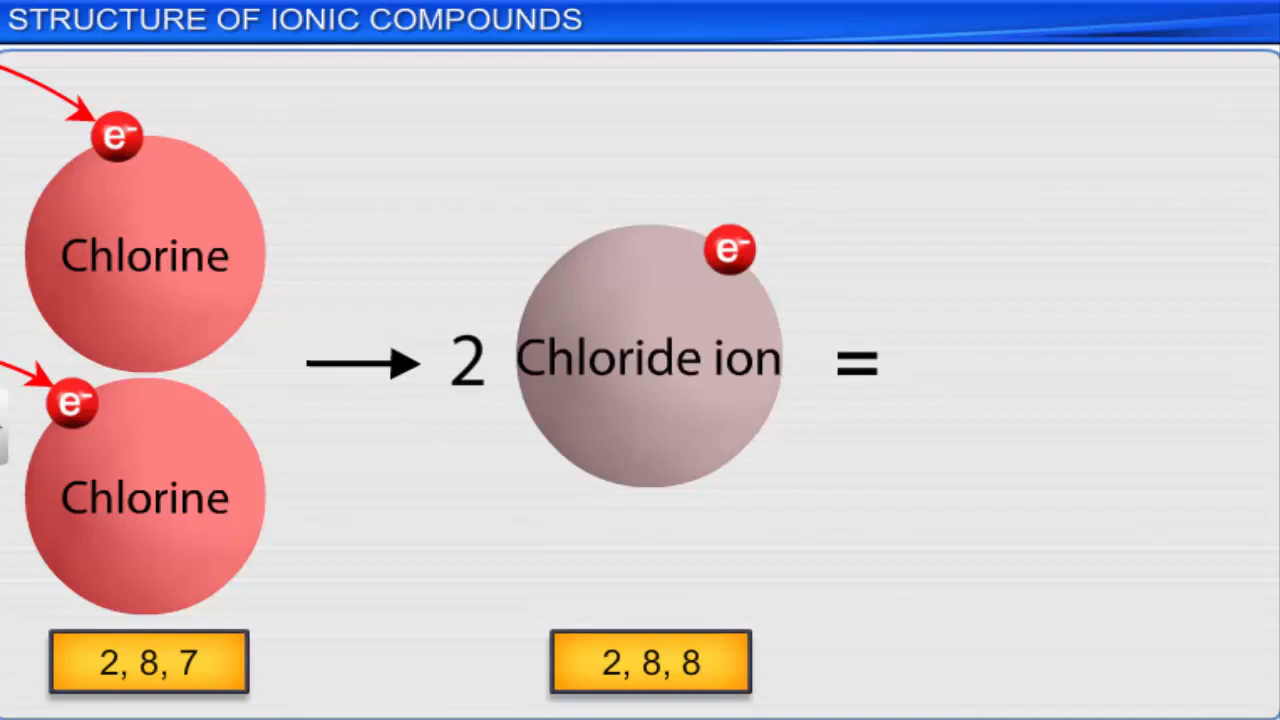 STRUCTURE OF IONIC COMPOUNDS
e-
Chlorine
e-
Chlorine
2
e-
Chloride ion
=
2, 8, 7
2, 8, 8